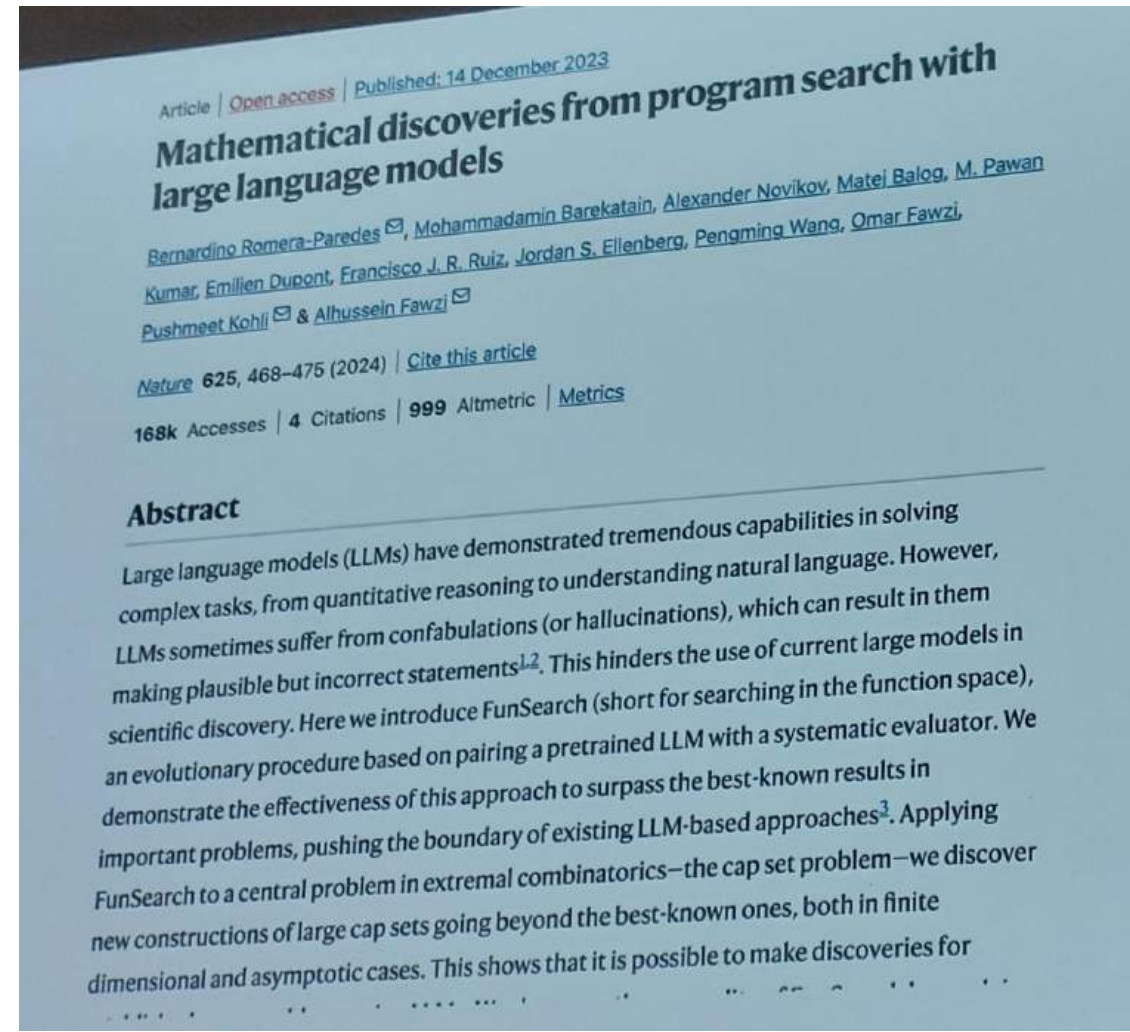 Article | Open access | Published: 14 December 2023
Mathematical discoveries from program search with
large language models
Bernardino Romera-Paredes, Mohammadamin Barekatain, Alexander Novikov, Matej Balog, M. Pawan
Kumar, Emilien Dupont, Francisco J. R. Ruiz, Jordan S. Ellenberg, Pengming Wang, Omar Fawzi,
Pushmeet Kohli & Alhussein Fawzi
Nature 625, 468–475 (2024) | Cite this article
168k Accesses | 4 Citations | 999 Altmetric | Metrics
Abstract
Large language models (LLMs) have demonstrated tremendous capabilities in solving
complex tasks, from quantitative reasoning to understanding natural language. However,
LLMs sometimes suffer from confabulations (or hallucinations), which can result in them
making plausible but incorrect statements1,2. This hinders the use of current large models in
scientific discovery. Here we introduce FunSearch (short for searching in the function space),
an evolutionary procedure based on pairing a pretrained LLM with a systematic evaluator. We
demonstrate the effectiveness of this approach to surpass the best-known results in
important problems, pushing the boundary of existing LLM-based approaches3. Applying
FunSearch to a central problem in extremal combinatorics—the cap set problem—we discover
new constructions of large cap sets going beyond the best-known ones, both in finite
dimensional and asymptotic cases. This shows that it is possible to make discoveries for